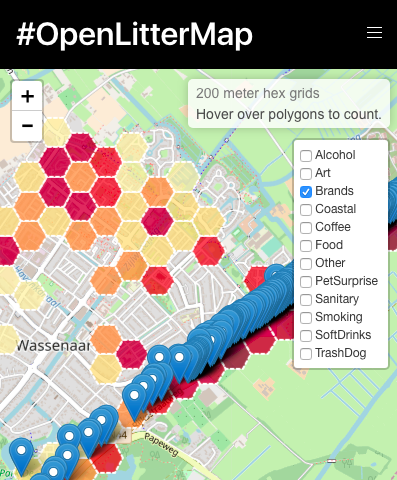 #OpenLitterMap
+
-
200 meter hex grids
Hover over polygons to count.
Alcohol
Art
Brands
Coastal
Coffee
Food
Other
PetSurprise
Sanitary
Smoking
SoftDrinks
TrashDog
Wassenaar
Papeweg